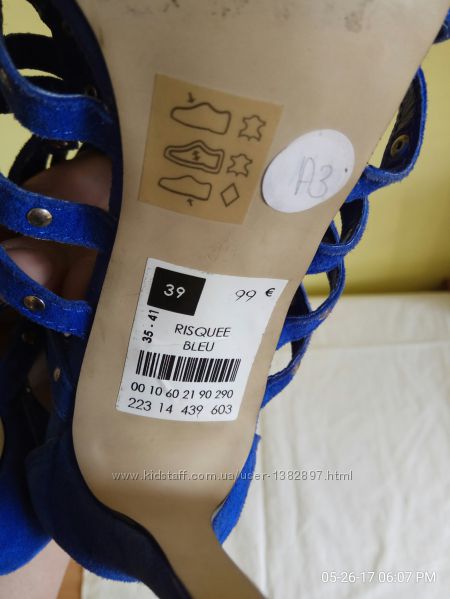 A3
39
99 €
35 - 41
RISQUEE
BLEU
00 10 60 21 90 290
223 14 439 603
www.kidstaff.com.ua/user-1382897.html
05-26-17 06:07 PM